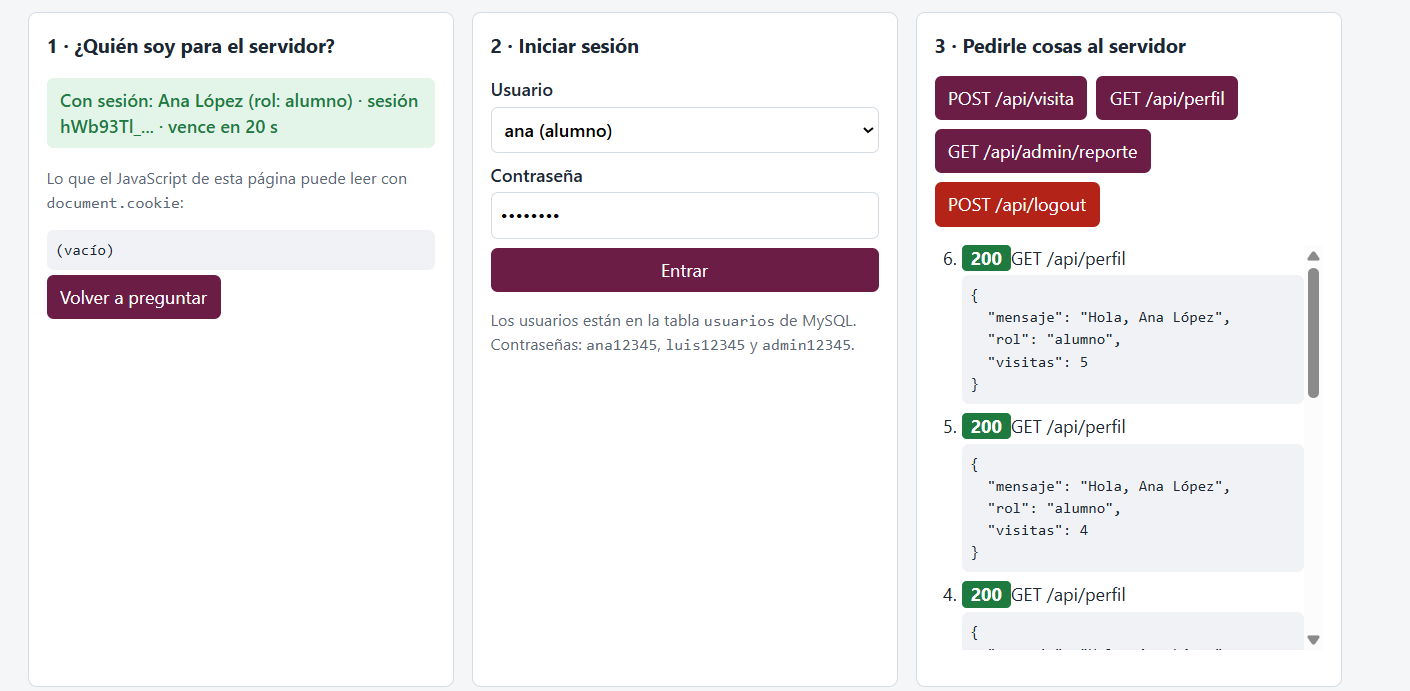 1 · ¿Quién soy para el servidor?
Con sesión: Ana López (rol: alumno) · sesión
hWb93Tl_... · vence en 20 s
Lo que el JavaScript de esta página puede leer con
document.cookie:
(vacío)
Volver a preguntar
2 · Iniciar sesión
Usuario
ana (alumno)
Contraseña
••••••••
Entrar
Los usuarios están en la tabla usuarios de MySQL.
Contraseñas: ana12345, luis12345 y admin12345.
3 · Pedirle cosas al servidor
POST /api/visita
GET /api/perfil
GET /api/admin/reporte
POST /api/logout
6. 200 GET /api/perfil
{
"mensaje": "Hola, Ana López",
"rol": "alumno",
"visitas": 5
}
5. 200 GET /api/perfil
{
"mensaje": "Hola, Ana López",
"rol": "alumno",
"visitas": 4
}
4. 200 GET /api/perfil
{